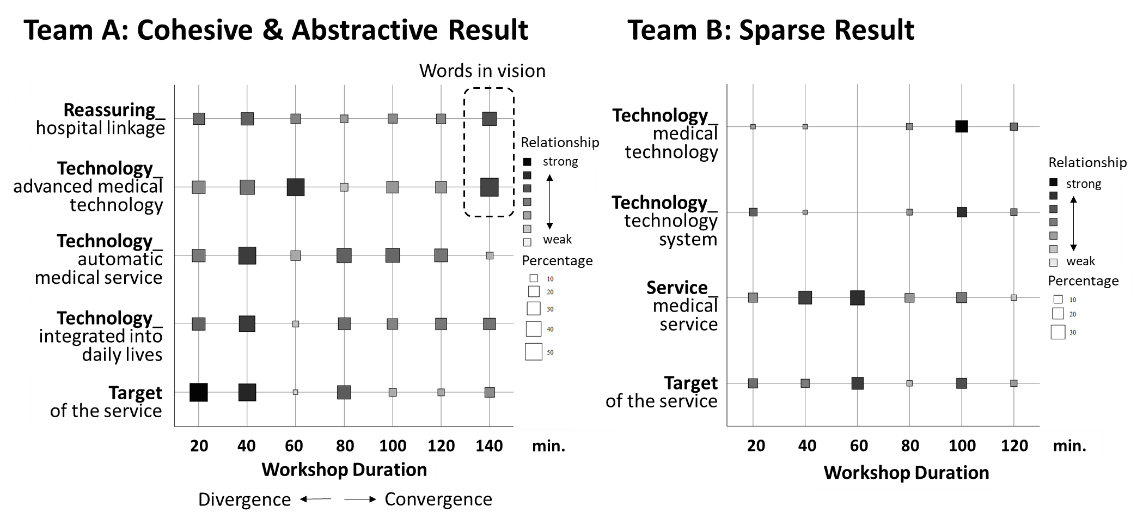 Team A: Cohesive & Abstractive Result
Words in vision
Reassuring_
hospital linkage
Technology_
advanced medical
technology
Technology_
automatic
medical service
Technology_
integrated into
daily lives
Target
of the service
Relationship
strong
weak
Percentage
10
20
30
40
50
20 40 60 80 100 120 140 min.
Workshop Duration
Divergence Convergence
Team B: Sparse Result
Technology_
medical
technology
Technology_
technology
system
Service_
medical
service
Target
of the service
Relationship
strong
weak
Percentage
10
20
30
20 40 60 80 100 120 min.
Workshop Duration